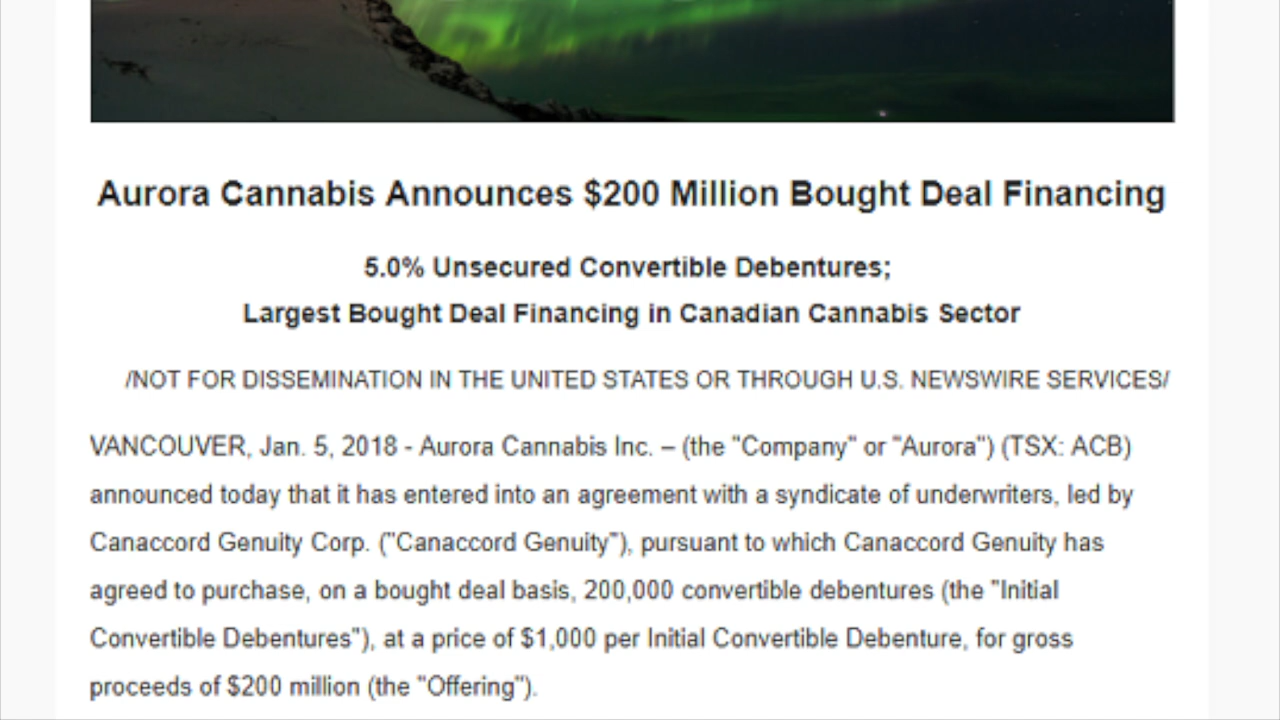 Aurora Cannabis Announces $200 Million Bought Deal Financing
5.0% Unsecured Convertible Debentures;
Largest Bought Deal Financing in Canadian Cannabis Sector
/NOT FOR DISSEMINATION IN THE UNITED STATES OR THROUGH U.S. NEWSWIRE SERVICES/
VANCOUVER, Jan. 5, 2018 - Aurora Cannabis Inc. – (the "Company" or "Aurora") (TSX: ACB)
announced today that it has entered into an agreement with a syndicate of underwriters, led by
Canaccord Genuity Corp. ("Canaccord Genuity"), pursuant to which Canaccord Genuity has
agreed to purchase, on a bought deal basis, 200,000 convertible debentures (the "Initial
Convertible Debentures"), at a price of $1,000 per Initial Convertible Debenture, for gross
proceeds of $200 million (the "Offering").